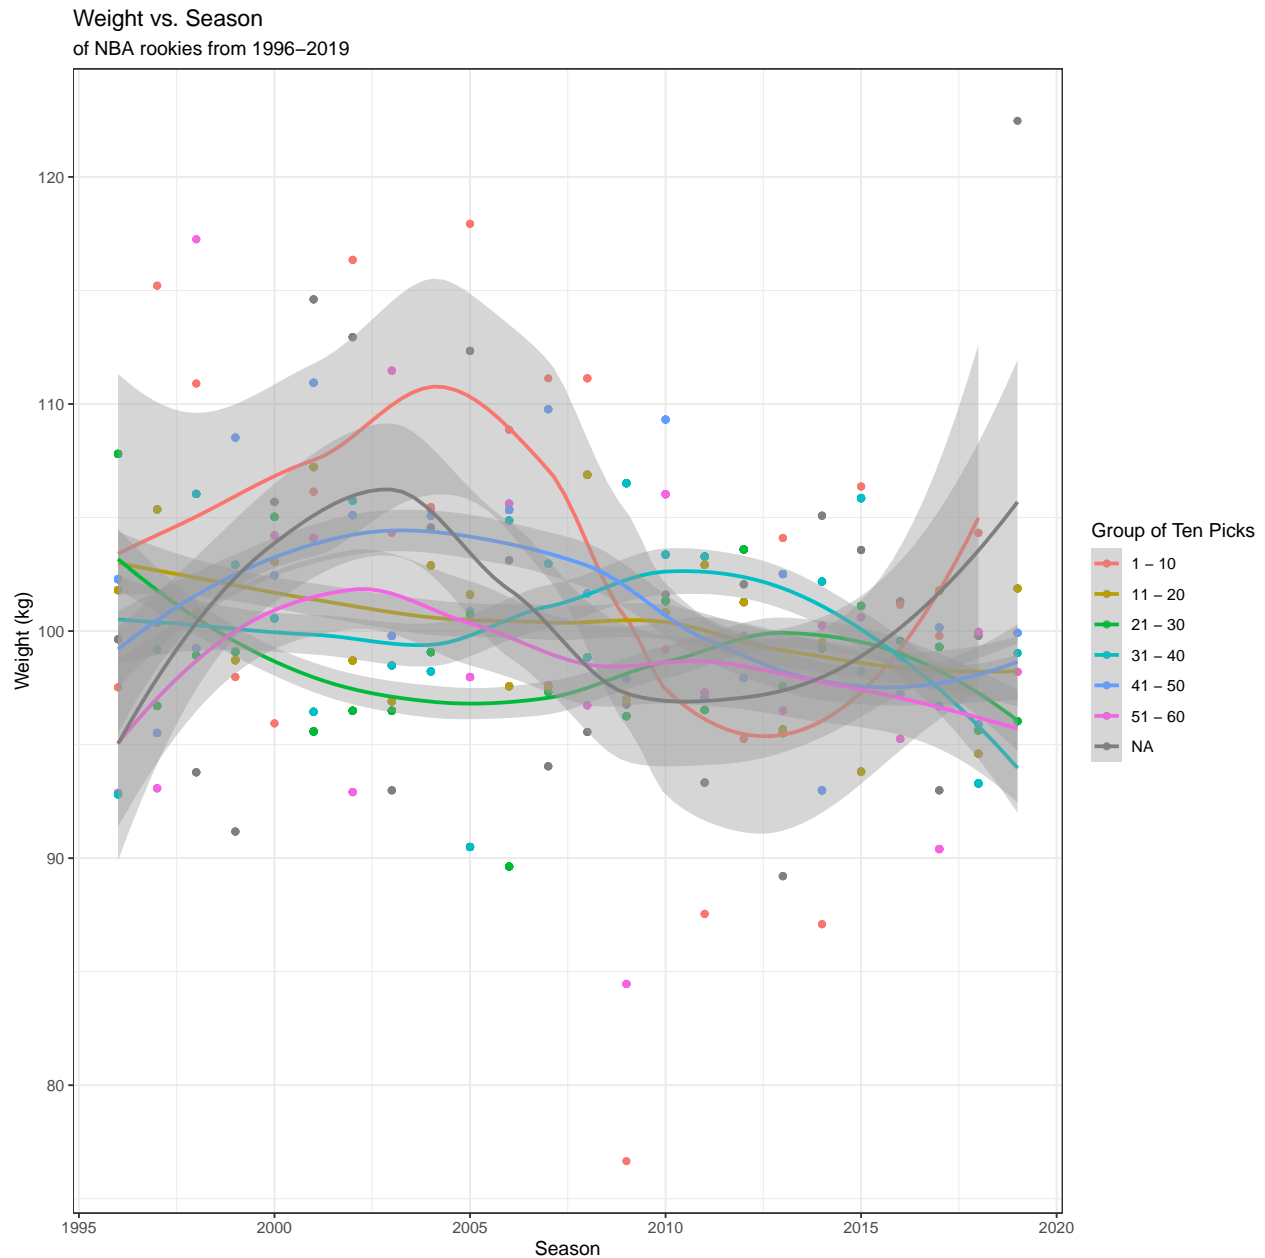 Weight vs. Season
of NBA rookies from 1996–2019
Weight (kg)
120
110
100
90
80
1995 2000 2005 2010 2015 2020
Season
Group of Ten Picks
1 – 10
11 – 20
21 – 30
31 – 40
41 – 50
51 – 60
NA